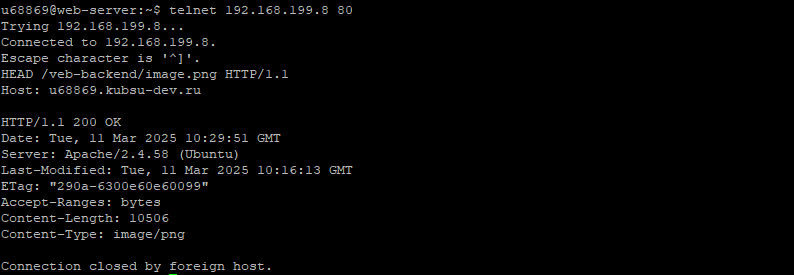 u68869@web-server:~$ telnet 192.168.199.8 80
Trying 192.168.199.8...
Connected to 192.168.199.8.
Escape character is '^]'.
HEAD /veb-backend/image.png HTTP/1.1
Host: u68869.kubsu-dev.ru

HTTP/1.1 200 OK
Date: Tue, 11 Mar 2025 10:29:51 GMT
Server: Apache/2.4.58 (Ubuntu)
Last-Modified: Tue, 11 Mar 2025 10:16:13 GMT
ETag: "290a-6300e60e60099"
Accept-Ranges: bytes
Content-Length: 10506
Content-Type: image/png

Connection closed by foreign host.